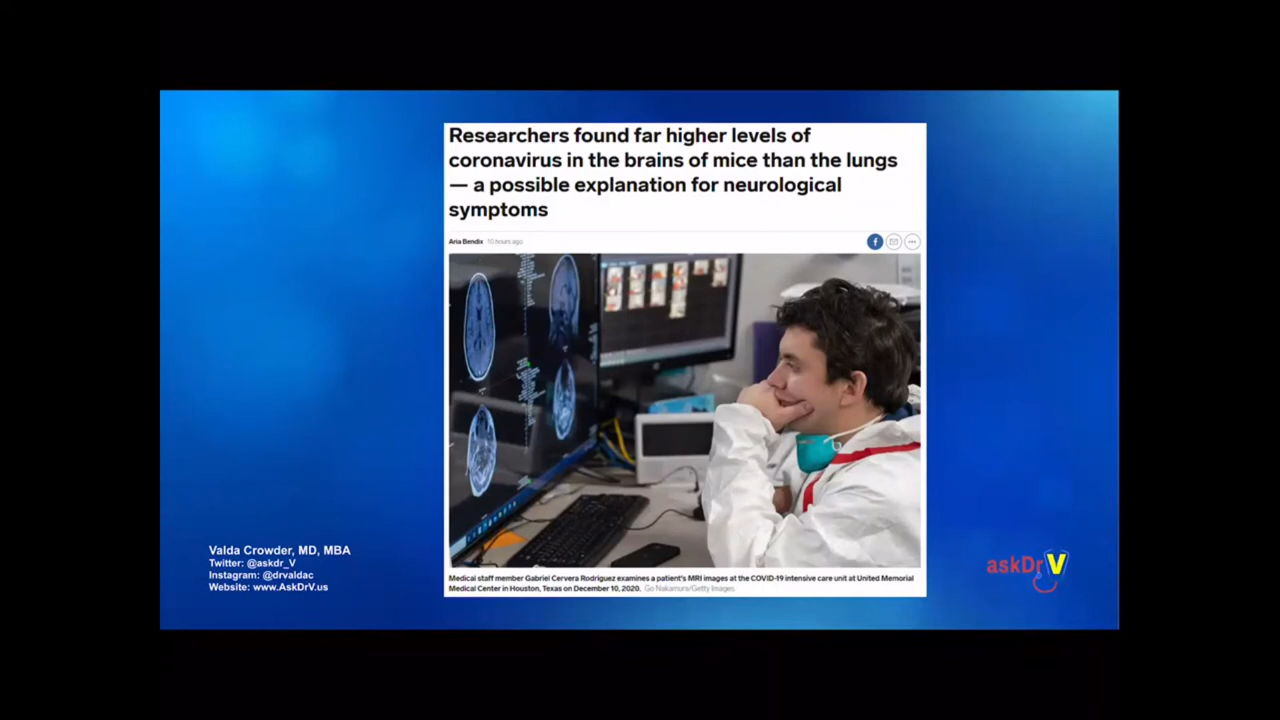 Researchers found far higher levels of
coronavirus in the brains of mice than the lungs
— a possible explanation for neurological
symptoms
Aria Bendix 10 hours ago
Medical staff member Gabriel Cervera Rodriguez examines a patient's MRI images at the COVID-19 intensive care unit at United Memorial
Medical Center in Houston, Texas on December 10, 2020. Go Nakamura/Getty Images
Valda Crowder, MD, MBA
Twitter: @askdr_V
Instagram: @drvaldac
Website: www.AskDrV.us
askDrV